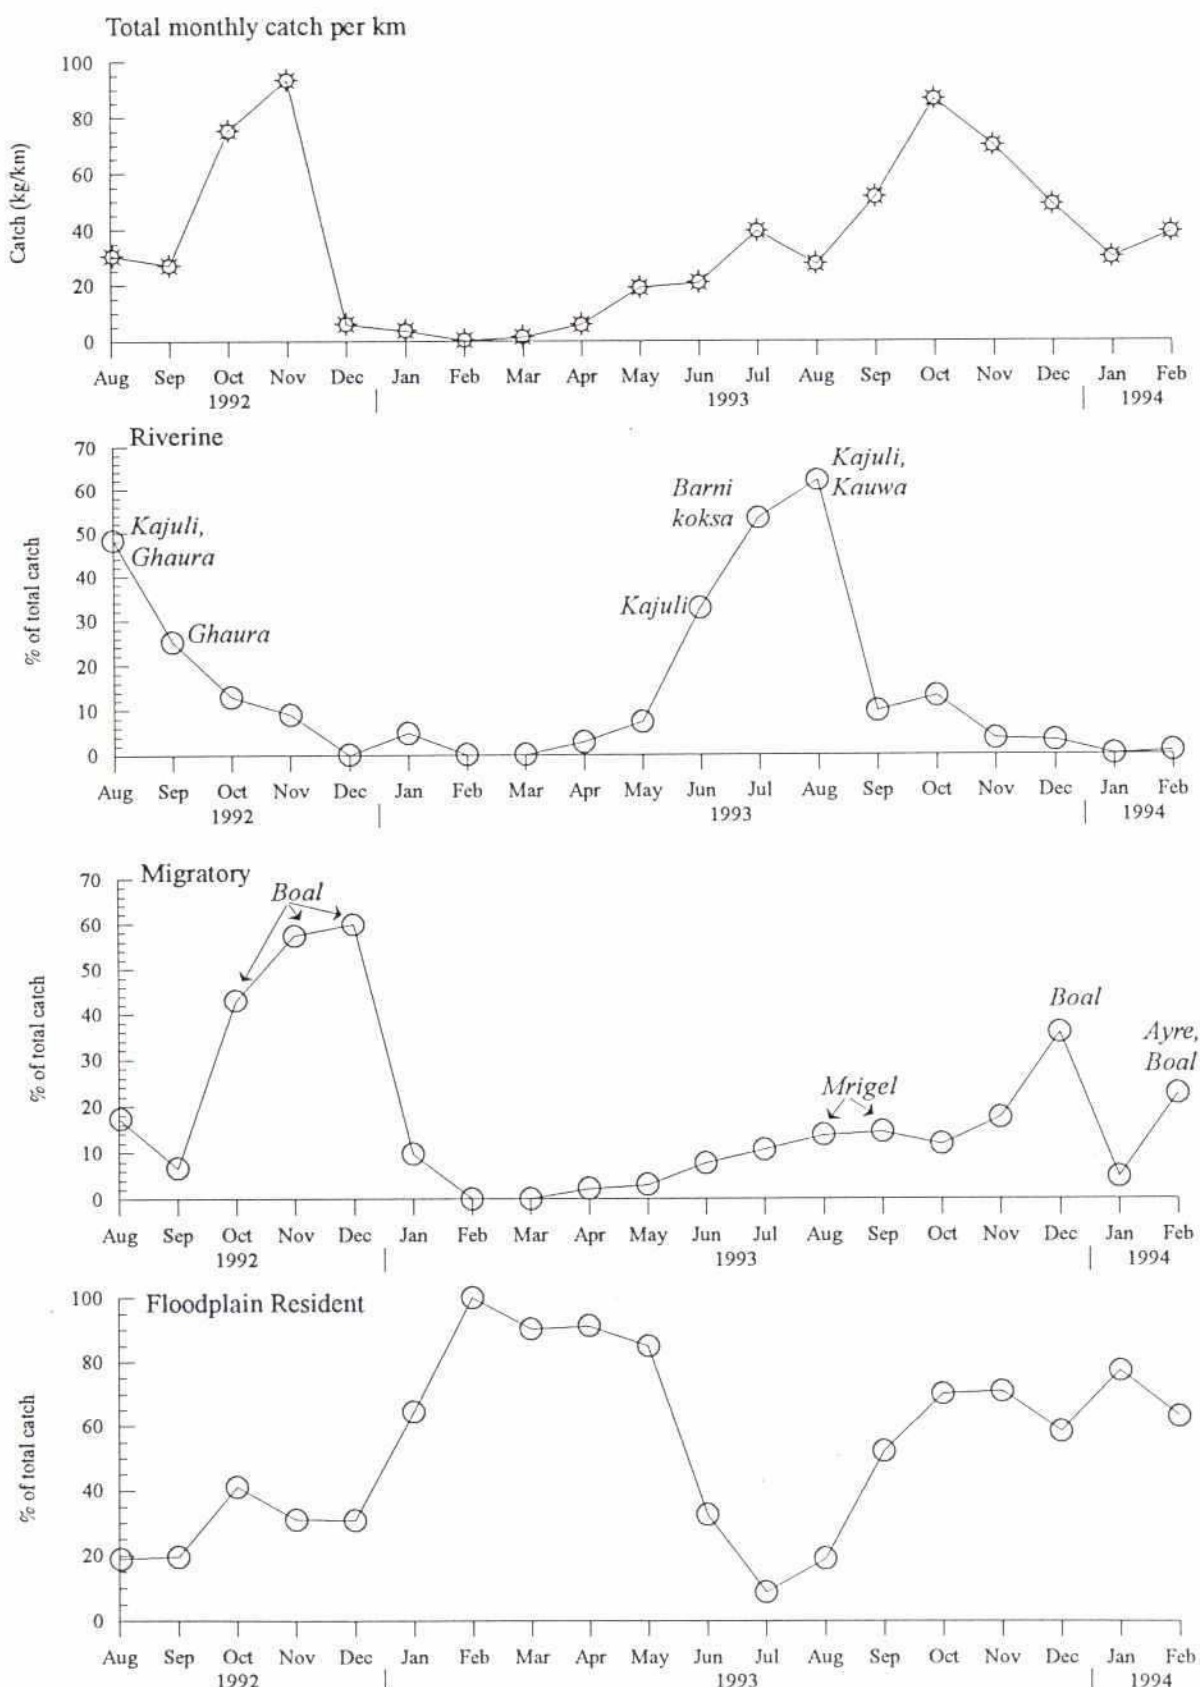 Total monthly catch per km
Catch (kg/km)
100
80
60
40
20
0
Aug Sep Oct Nov Dec Jan Feb Mar Apr May Jun Jul Aug Sep Oct Nov Dec Jan Feb
1992 1993 1994
Riverine
% of total catch
70
60
50
40
30
20
10
0
Kajuli,
Ghaura
Ghaura
Kajuli
Barni
koksa
Kajuli,
Kauwa
Aug Sep Oct Nov Dec Jan Feb Mar Apr May Jun Jul Aug Sep Oct Nov Dec Jan Feb
1992 1993 1994
Migratory
% of total catch
70
60
50
40
30
20
10
0
Boal
Mrigel
Boal
Ayre,
Boal
Aug Sep Oct Nov Dec Jan Feb Mar Apr May Jun Jul Aug Sep Oct Nov Dec Jan Feb
1992 1993 1994
Floodplain Resident
% of total catch
100
80
60
40
20
0
Aug Sep Oct Nov Dec Jan Feb Mar Apr May Jun Jul Aug Sep Oct Nov Dec Jan Feb
1992 1993 1994